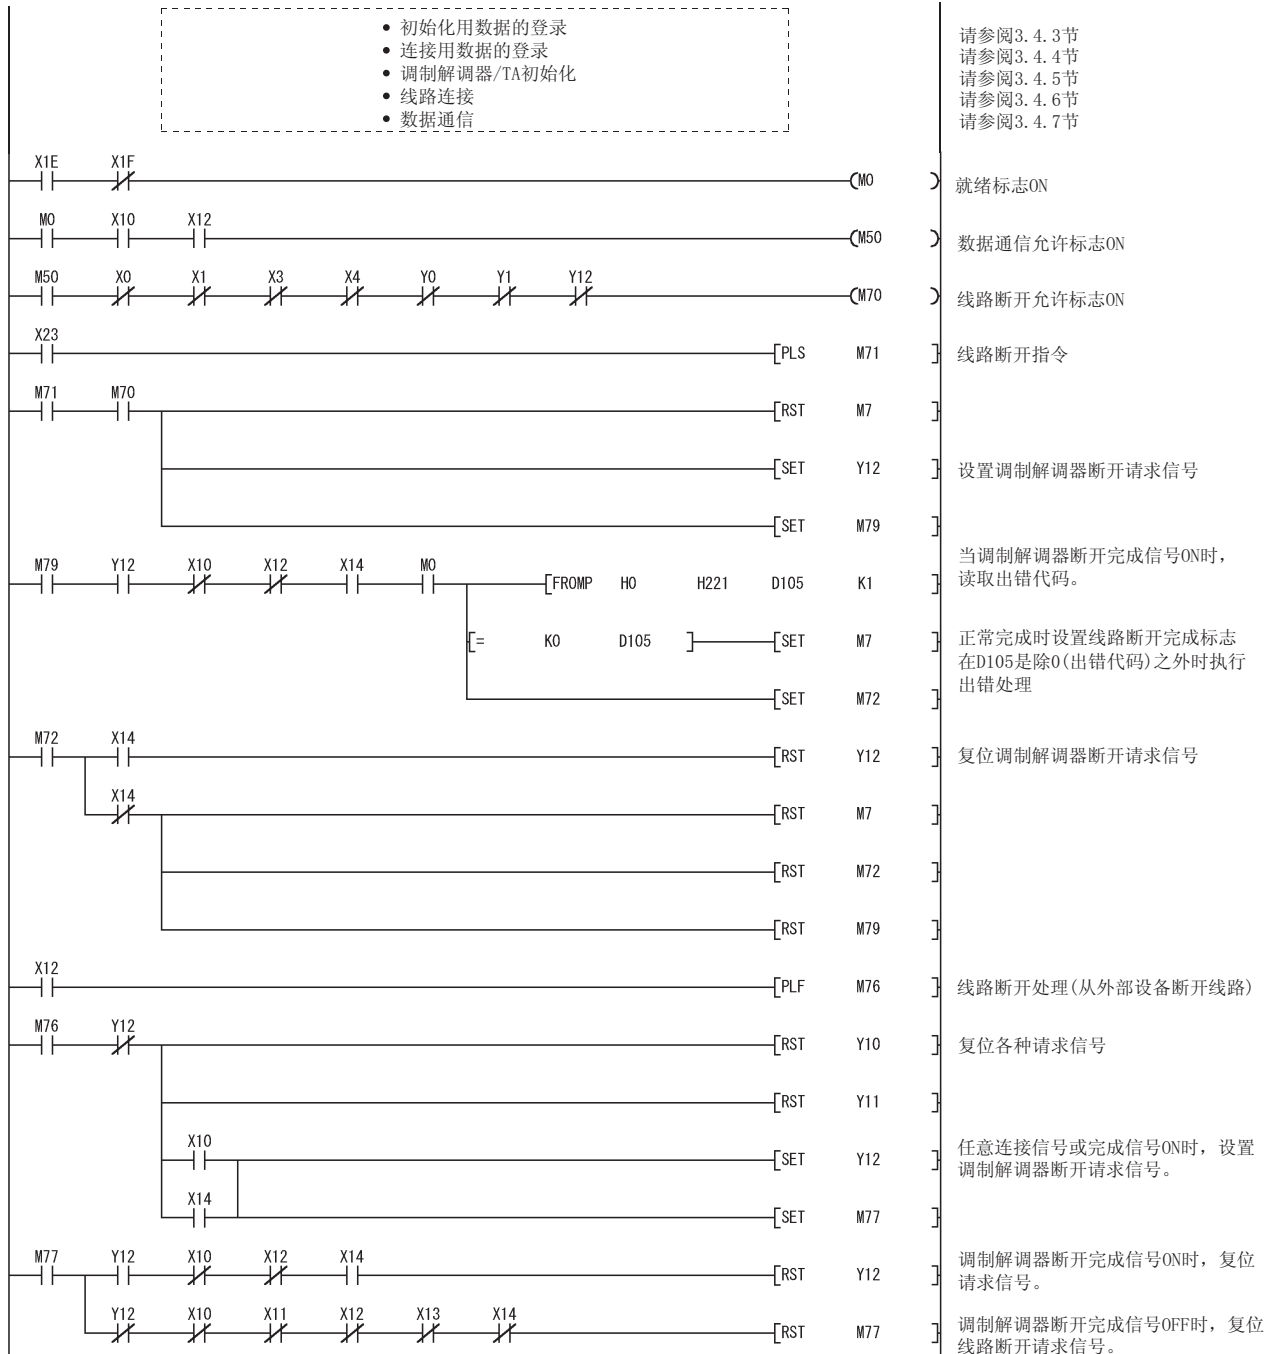 ● 初始化用数据的登录
● 连接用数据的登录
● 调制解调器/TA初始化
● 线路连接
● 数据通信
请参阅3.4.3节
请参阅3.4.4节
请参阅3.4.5节
请参阅3.4.6节
请参阅3.4.7节
X1E X1F
M0 就绪标志ON
M0 X10 X12
M50 数据通信允许标志ON
M50 X0 X1 X3 X4 Y0 Y1 Y12
M70 线路断开允许标志ON
X23
PLS M71 线路断开指令
M71 M70
RST M7
SET Y12 设置调制解调器断开请求信号
SET M79
当调制解调器断开完成信号ON时，
读取出错代码。
M79 Y12 X10 X12 X14 M0
FROMP H0 H221 D105 K1
= K0 D105 SET M7
正常完成时设置线路断开完成标志
在D105是除0(出错代码)之外时执行
出错处理
SET M72
M72 X14
RST Y12 复位调制解调器断开请求信号
X14
RST M7
RST M72
RST M79
X12
PLF M76 线路断开处理(从外部设备断开线路)
M76 Y12
RST Y10 复位各种请求信号
RST Y11
X10
SET Y12
任意连接信号或完成信号ON时，设置
调制解调器断开请求信号。
X14
SET M77
M77 Y12 X10 X12 X14
RST Y12
调制解调器断开完成信号ON时，复位
请求信号。
Y12 X10 X11 X12 X13 X14
RST M77
调制解调器断开完成信号OFF时，复位
线路断开请求信号。